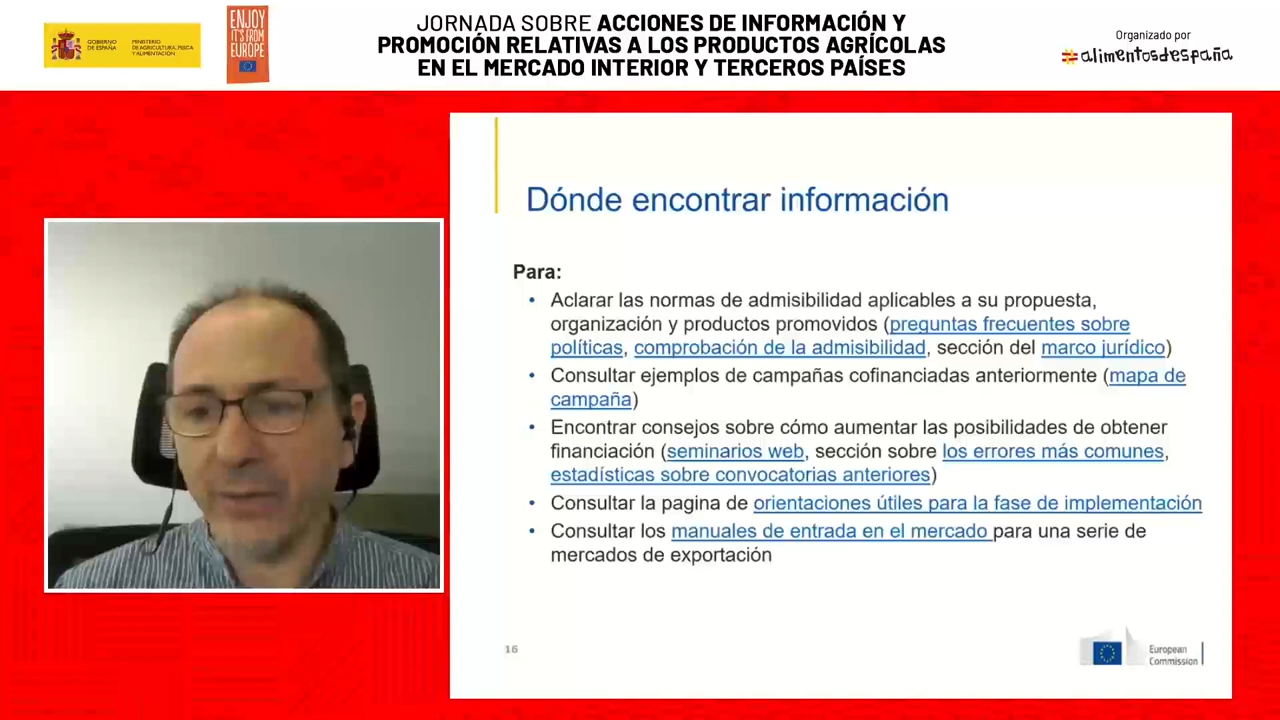 GOBIERNO
DE ESPAÑA
MINISTERIO
DE AGRICULTURA, PESCA
Y ALIMENTACIÓN
ENJOY
IT'S FROM
EUROPE
JORNADA SOBRE ACCIONES DE INFORMACIÓN Y
PROMOCIÓN RELATIVAS A LOS PRODUCTOS AGRÍCOLAS
EN EL MERCADO INTERIOR Y TERCEROS PAÍSES
Organizado por
#alimentosdespaña
Dónde encontrar información
Para:
• Aclarar las normas de admisibilidad aplicables a su propuesta,
organización y productos promovidos (preguntas frecuentes sobre
políticas, comprobación de la admisibilidad, sección del marco jurídico)
• Consultar ejemplos de campañas cofinanciadas anteriormente (mapa de
campaña)
• Encontrar consejos sobre cómo aumentar las posibilidades de obtener
financiación (seminarios web, sección sobre los errores más comunes,
estadísticas sobre convocatorias anteriores)
• Consultar la pagina de orientaciones útiles para la fase de implementación
• Consultar los manuales de entrada en el mercado para una serie de
mercados de exportación
16
European
Commission